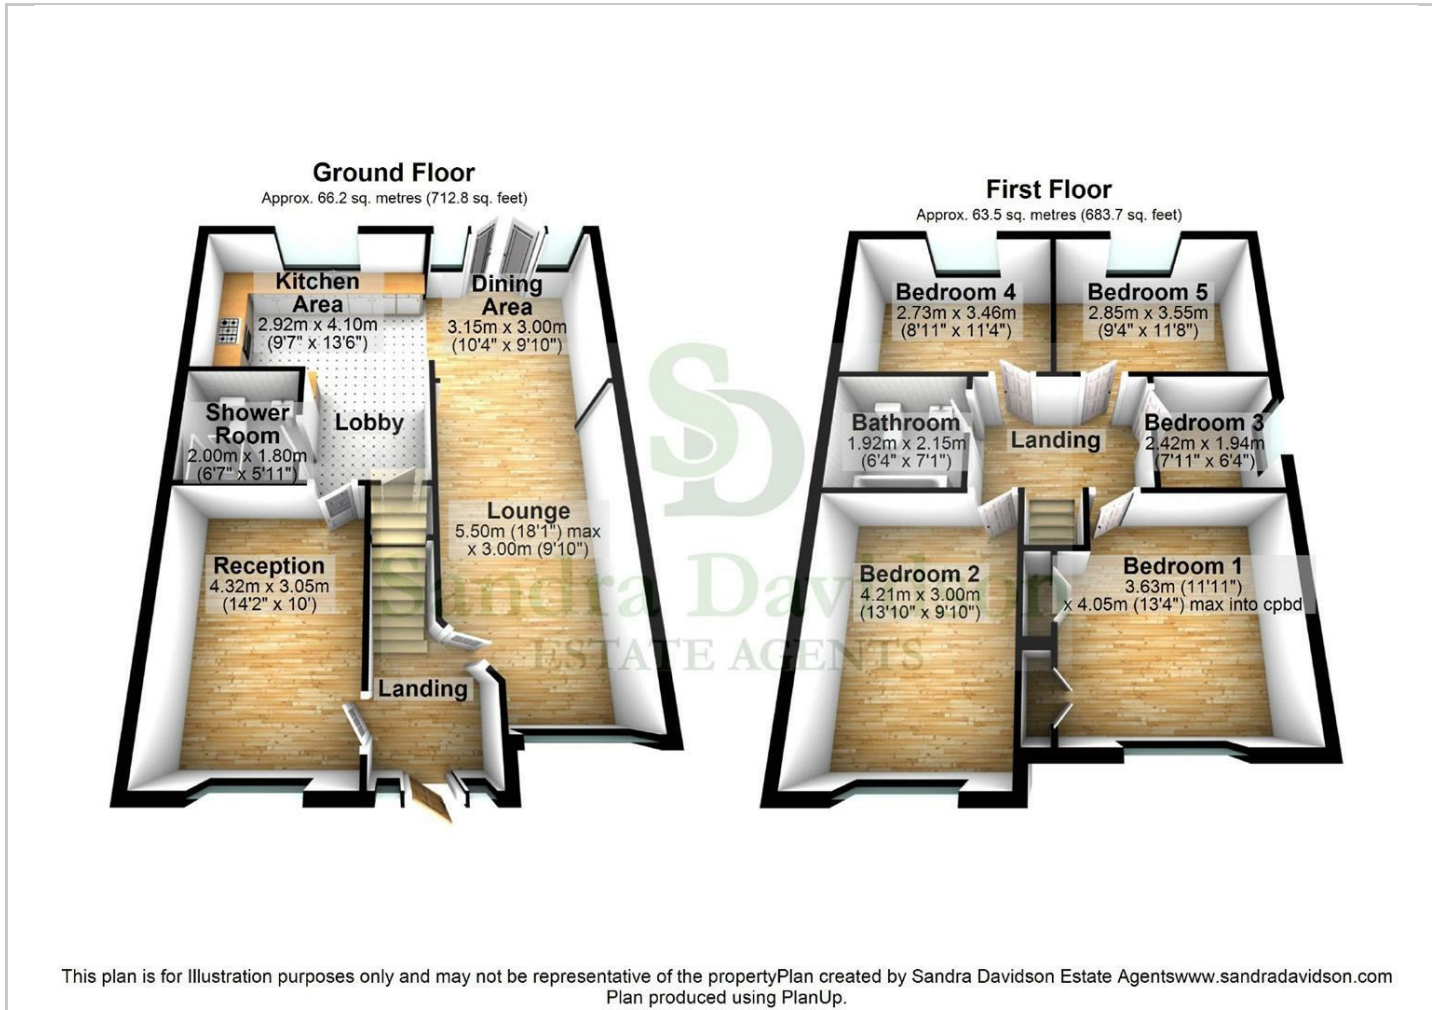 Ground Floor
Approx. 66.2 sq. metres (712.8 sq. feet)
Kitchen
Area
2.92m x 4.10m
(9'7" x 13'6")
Dining
Area
3.15m x 3.00m
(10'4" x 9'10")
Shower
Room
2.00m x 1.80m
(6'7" x 5'11")
Lobby
Lounge
5.50m (18'1") max
x 3.00m (9'10")
Reception
4.32m x 3.05m
(14'2" x 10')
Landing
First Floor
Approx. 63.5 sq. metres (683.7 sq. feet)
Bedroom 4
2.73m x 3.46m
(8'11" x 11'4")
Bedroom 5
2.85m x 3.55m
(9'4" x 11'8")
Bathroom
1.92m x 2.15m
(6'4" x 7'1")
Landing
Bedroom 3
2.42m x 1.94m
(7'11" x 6'4")
Bedroom 2
4.21m x 3.00m
(13'10" x 9'10")
Bedroom 1
3.63m (11'11")
x 4.05m (13'4") max into cpbd
SD
Sandra Davidson
ESTATE AGENTS
This plan is for Illustration purposes only and may not be representative of the propertyPlan created by Sandra Davidson Estate Agentswww.sandradavidson.com
Plan produced using PlanUp.